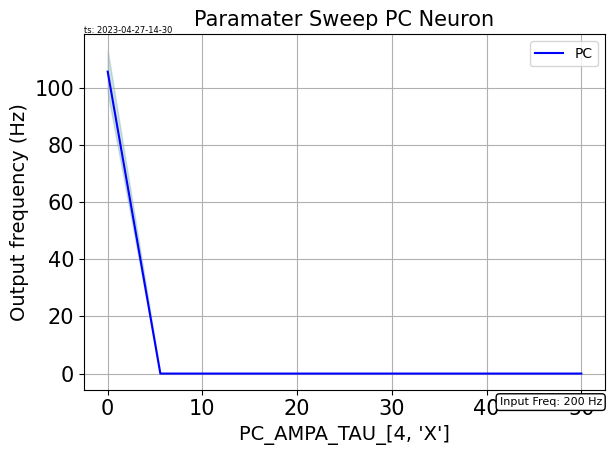 Paramater Sweep PC Neuron
ts: 2023-04-27-14-30
PC
Output frequency (Hz)
100
80
60
40
20
0
0 10 20 30 40 50
Input Freq: 200 Hz
PC_AMPA_TAU_[4, 'X']